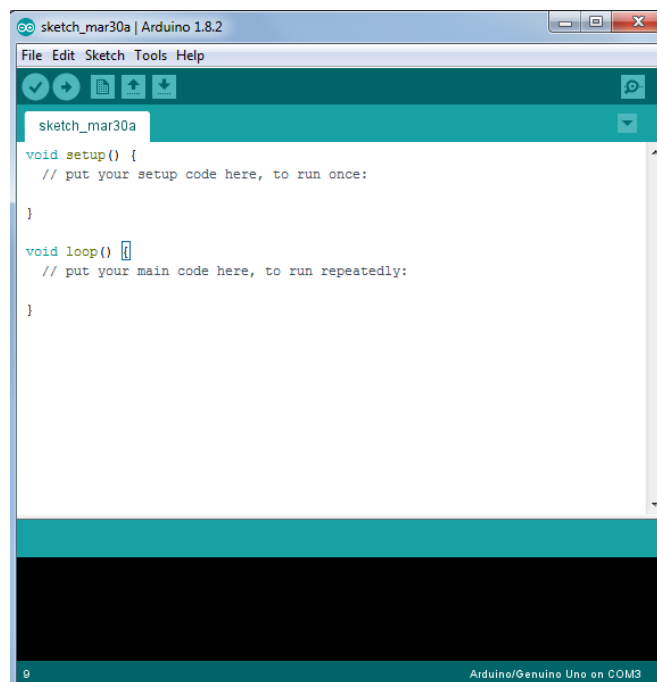 sketch_mar30a | Arduino 1.8.2
File Edit Sketch Tools Help
sketch_mar30a
void setup() {
  // put your setup code here, to run once:
}
void loop() {
  // put your main code here, to run repeatedly:
}
9
Arduino/Genuino Uno on COM3